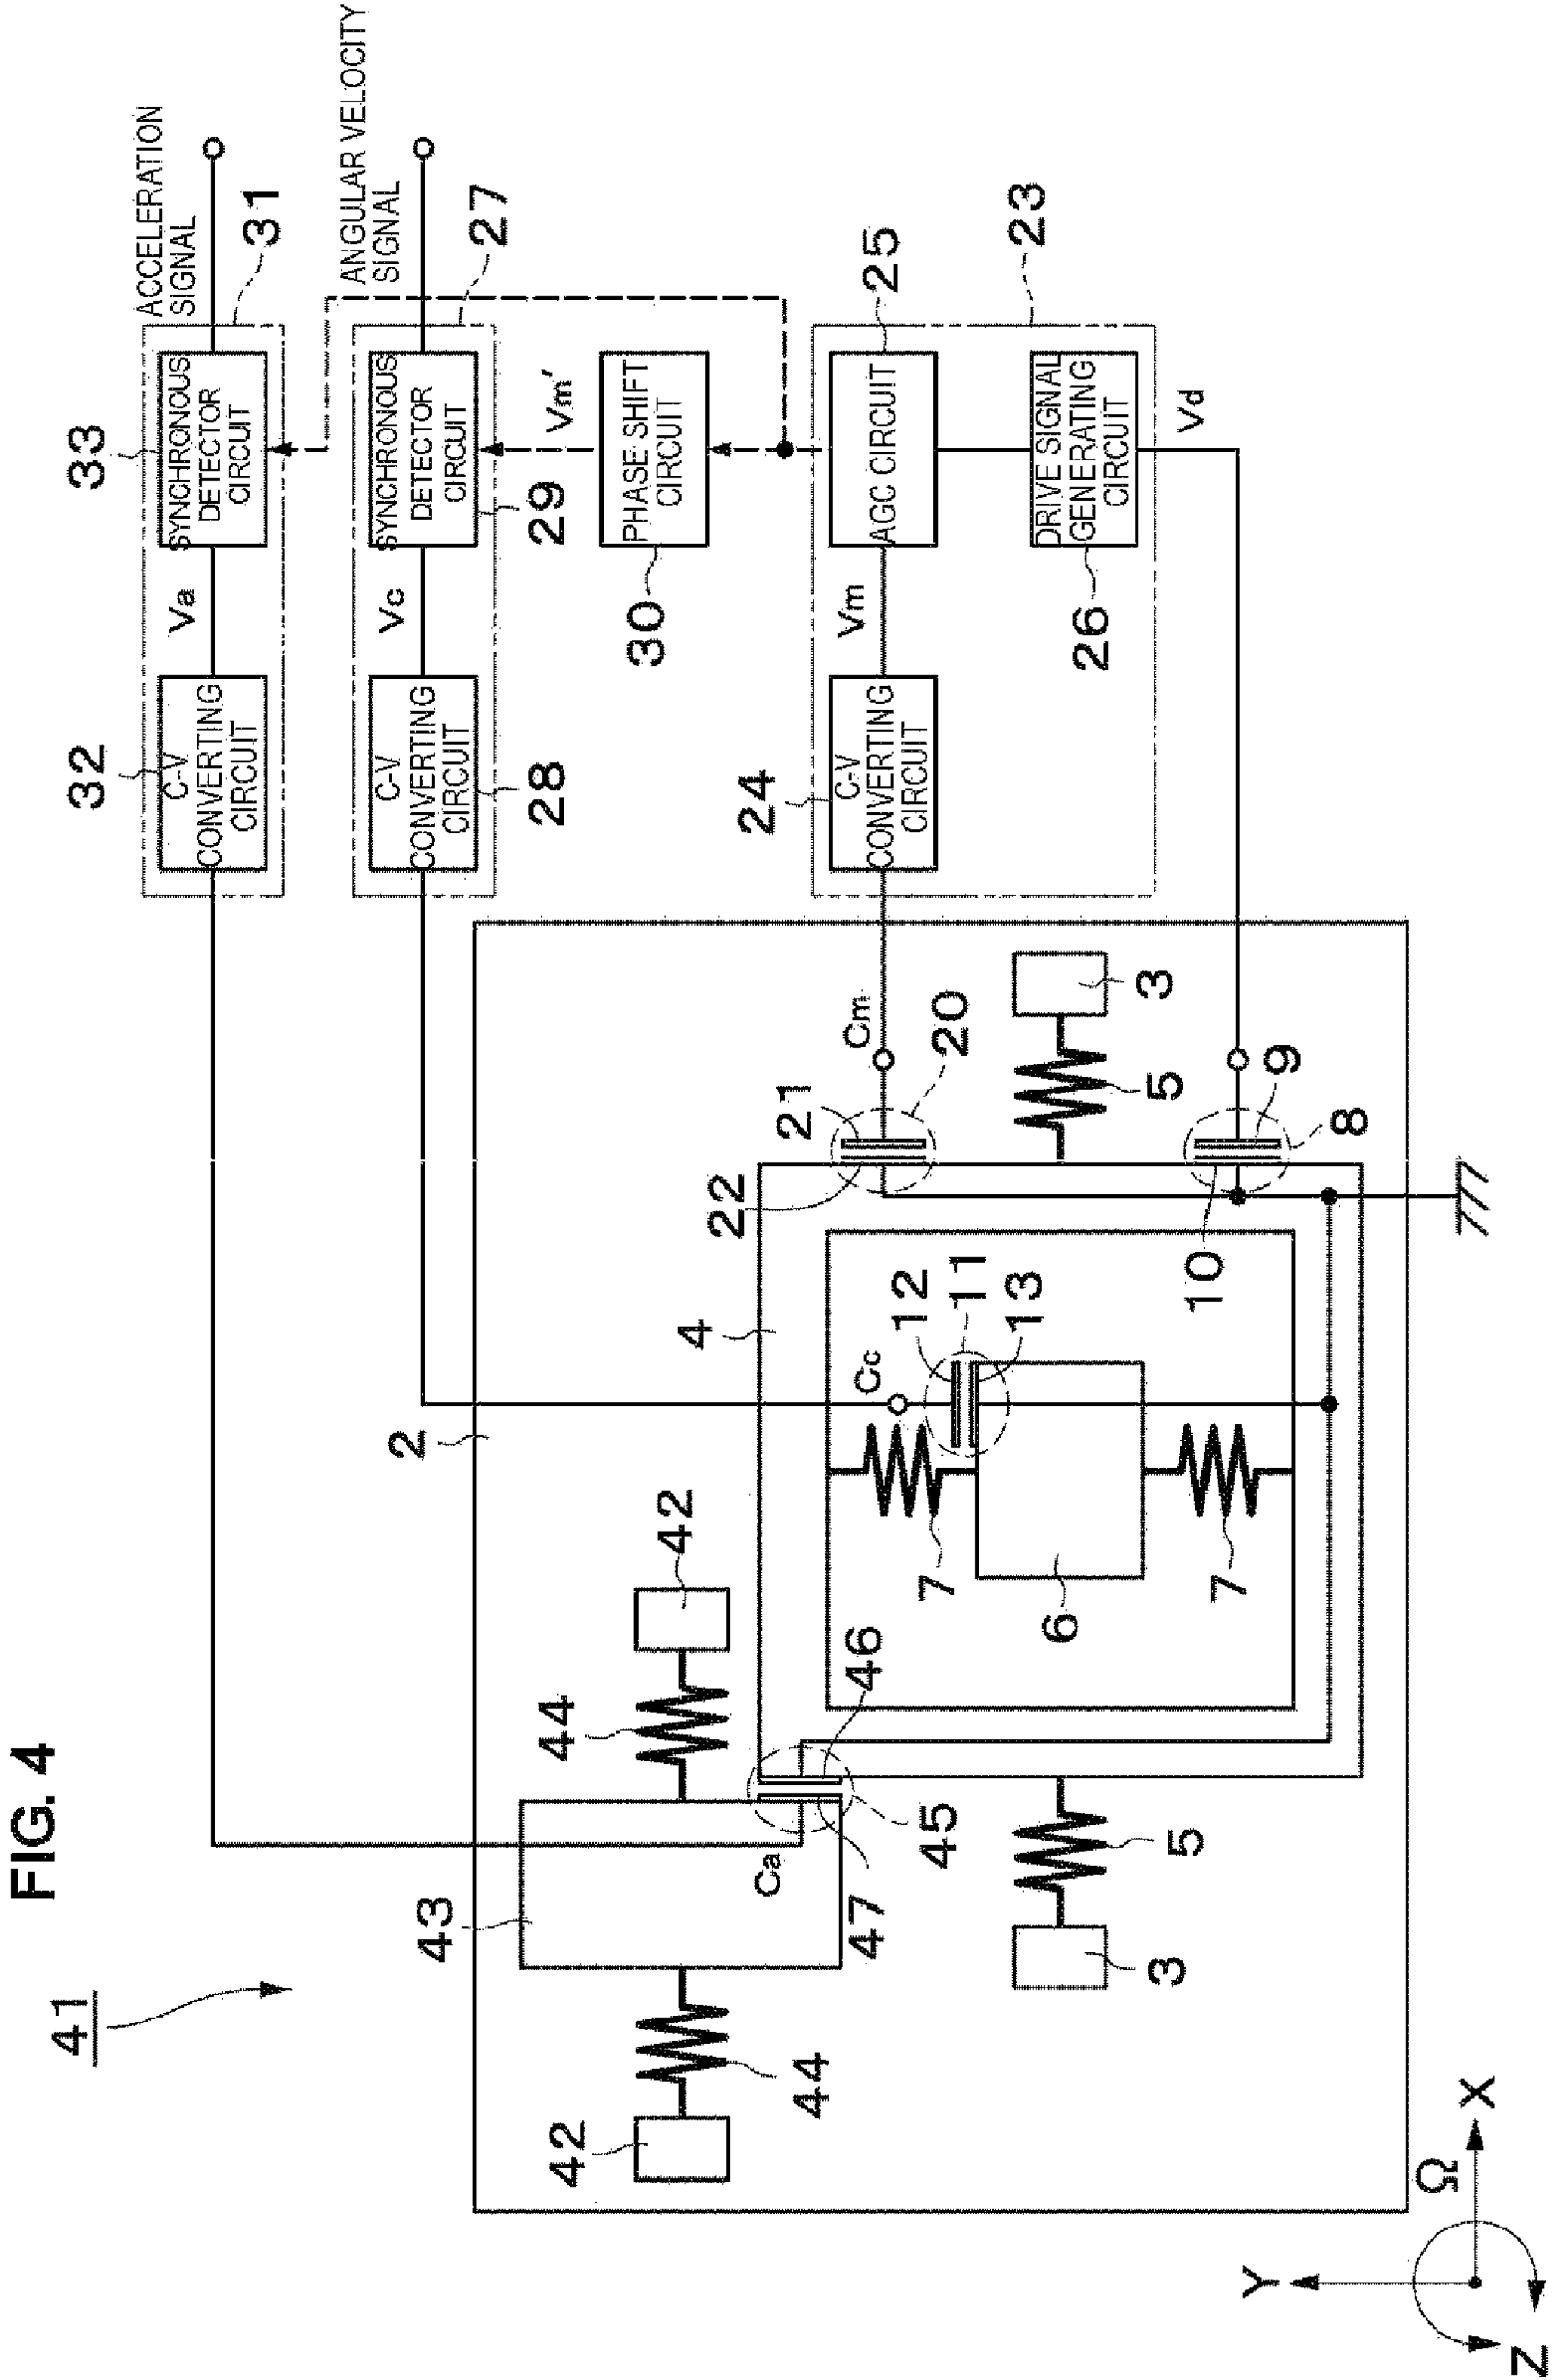 FIG. 4
41
ACCELERATION
SIGNAL
31
33
SYNCHRONOUS
DETECTOR
CIRCUIT
Va
32
C-V
CONVERTING
CIRCUIT
ANGULAR VELOCITY
SIGNAL
27
SYNCHRONOUS
DETECTOR
CIRCUIT
29
Vc
C-V
CONVERTING
CIRCUIT
28
Vm'
PHASE SHIFT
CIRCUIT
30
25
AGC CIRCUIT
Vm
24
C-V
CONVERTING
CIRCUIT
23
DRIVE SIGNAL
GENERATING
CIRCUIT
26
Vd
2
42
44
43
44
42
Ca
47
45
46
4
Cc
12
11
13
7
6
7
22
21
Cm
20
3
5
9
8
10
5
3
Y
Ω
X
Z